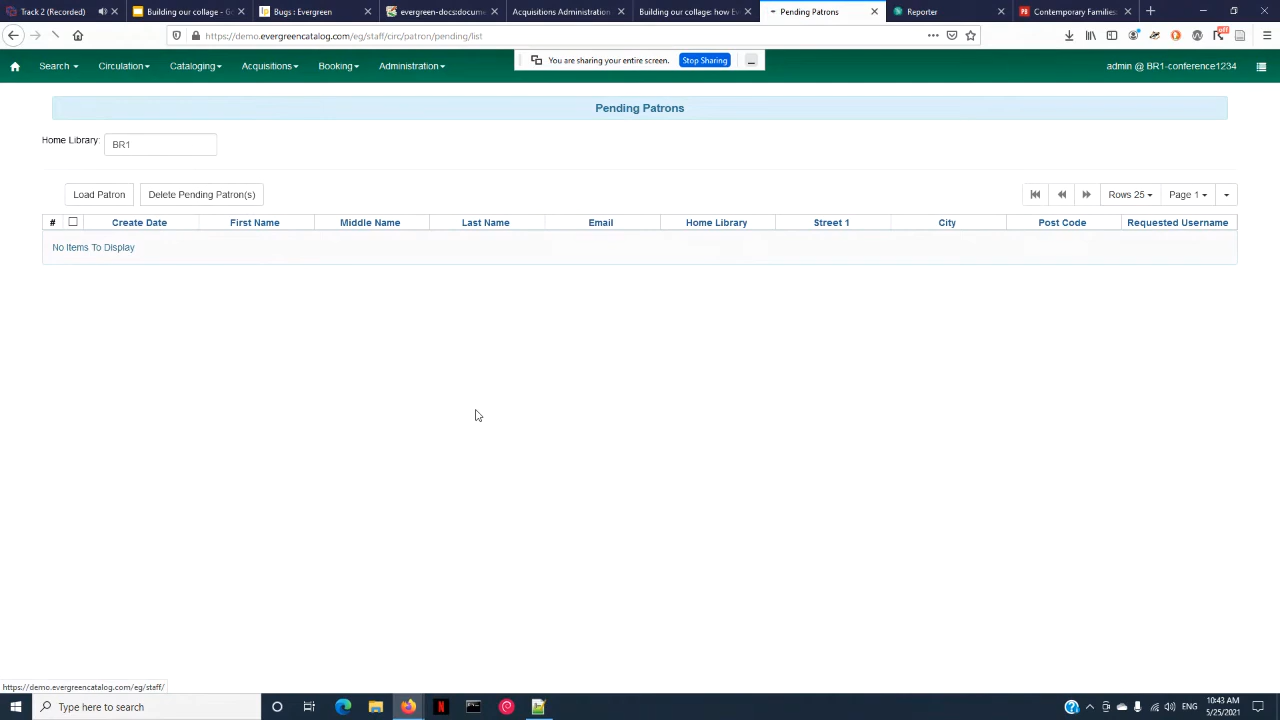 Track 2 (Recorded)
Building our collage - Go
Bugs : Evergreen
evergreen-docs:docume
Acquisitions Administration
Building our collage: how Ev
Pending Patrons
Reporter
Contemporary Families
https://demo.evergreencatalog.com/eg/staff/circ/patron/pending/list
off
You are sharing your entire screen.
Stop Sharing
Search
Circulation
Cataloging
Acquisitions
Booking
Administration
admin @ BR1-conference1234
Pending Patrons
Home Library:
BR1
Load Patron
Delete Pending Patron(s)
Rows 25
Page 1
# Create Date First Name Middle Name Last Name Email Home Library Street 1 City Post Code Requested Username
No Items To Display
https://demo.evergreencatalog.com/eg/staff/
Type here to search
ENG
10:43 AM
5/25/2021